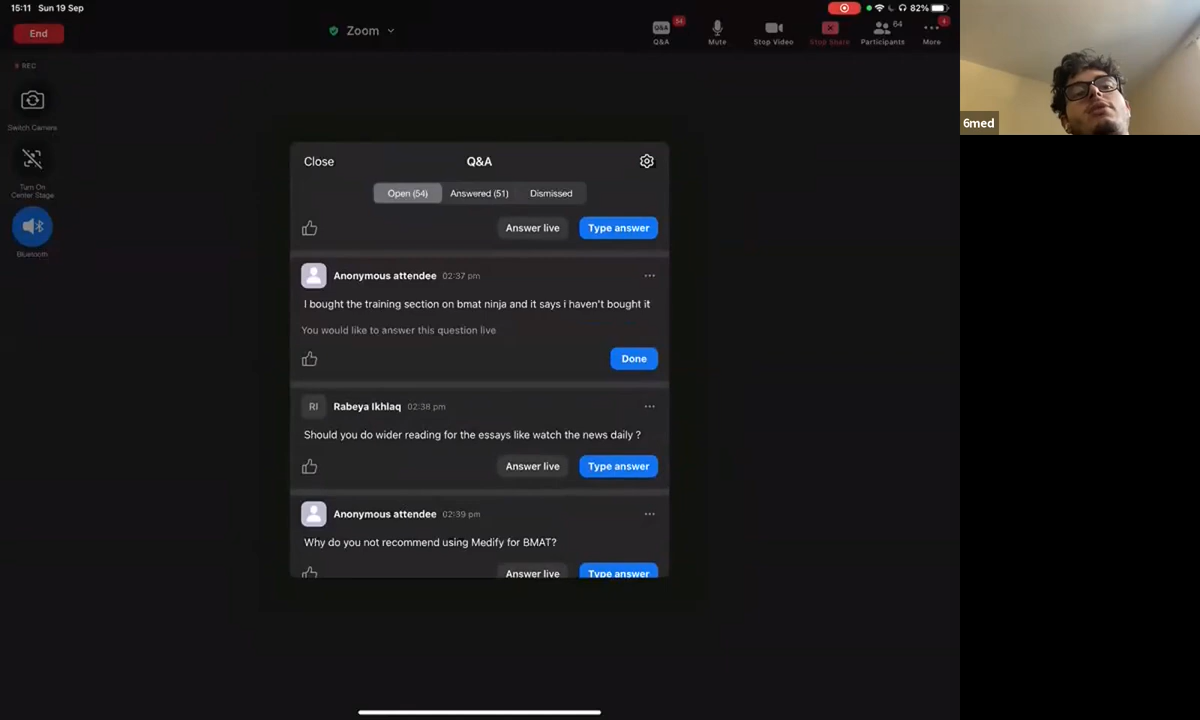 15:11 Sun 19 Sep
82%
End
Zoom
Q&A
54
Q&A
Mute
Stop Video
Stop Share
64
Participants
4
More
REC
Switch Camera
Turn On
Center Stage
Bluetooth
6med
Close
Q&A
Open (54)
Answered (51)
Dismissed
Answer live
Type answer
Anonymous attendee 02:37 pm
I bought the training section on bmat ninja and it says i haven't bought it
You would like to answer this question live
Done
RI
Rabeya Ikhlaq 02:38 pm
Should you do wider reading for the essays like watch the news daily ?
Answer live
Type answer
Anonymous attendee 02:39 pm
Why do you not recommend using Medify for BMAT?
Answer live
Type answer